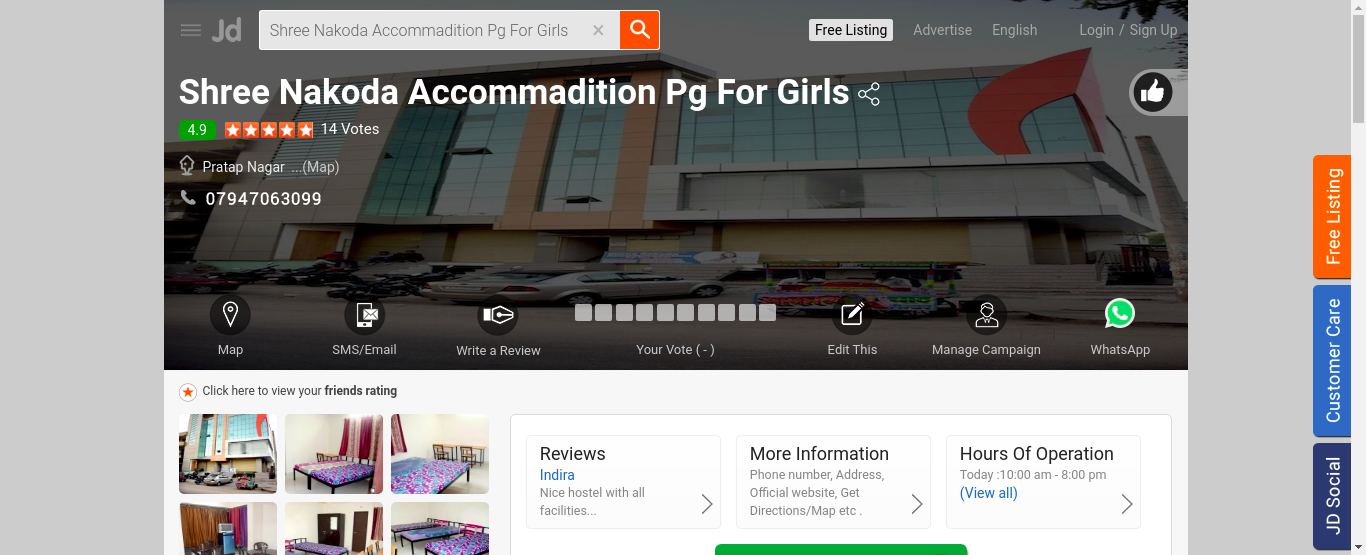 Jd
Shree Nakoda Accommadition Pg For Girls
Free Listing
Advertise
English
Login / Sign Up
Shree Nakoda Accommadition Pg For Girls
4.9
14 Votes
Pratap Nagar ...(Map)
07947063099
Map
SMS/Email
Write a Review
Your Vote ( - )
Edit This
Manage Campaign
WhatsApp
Click here to view your friends rating
Reviews
Indira
Nice hostel with all
facilities...
More Information
Phone number, Address,
Official website, Get
Directions/Map etc .
Hours Of Operation
Today :10:00 am - 8:00 pm
(View all)
Free Listing
Customer Care
JD Social